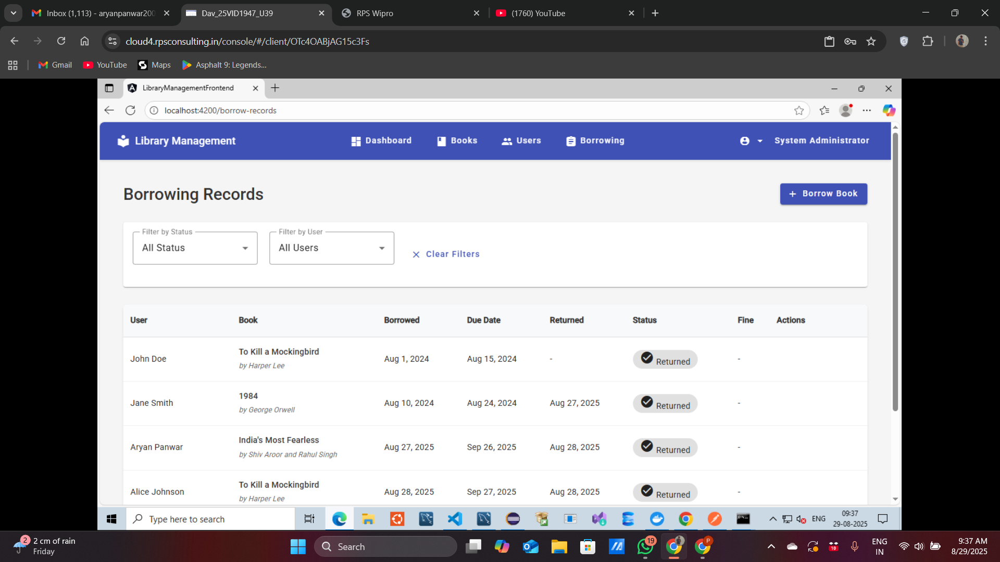 Inbox (1,113) - aryanpanwar200
Dav_25VID1947_U39
RPS Wipro
(1760) YouTube
cloud4.rpsconsulting.in/console/#/client/OTc4OABjAG15c3Fs
Gmail
YouTube
Maps
Asphalt 9: Legends...
LibraryManagementFrontend
localhost:4200/borrow-records
Library Management
Dashboard
Books
Users
Borrowing
System Administrator
Borrowing Records
+ Borrow Book
Filter by Status
All Status
Filter by User
All Users
Clear Filters
User Book Borrowed Due Date Returned Status Fine Actions
To Kill a Mockingbird
John Doe Aug 1, 2024 Aug 15, 2024 - Returned -
by Harper Lee
1984
Jane Smith Aug 10, 2024 Aug 24, 2024 Aug 27, 2025 Returned -
by George Orwell
India's Most Fearless
Aryan Panwar Aug 27, 2025 Sep 26, 2025 Aug 28, 2025 Returned -
by Shiv Aroor and Rahul Singh
To Kill a Mockingbird
Alice Johnson Aug 28, 2025 Sep 27, 2025 Aug 28, 2025 Returned -
by Harper Lee
Type here to search
ENG
09:37
29-08-2025
2
2 cm of rain
Friday
Search
19
P
10
ENG
IN
9:37 AM
8/29/2025